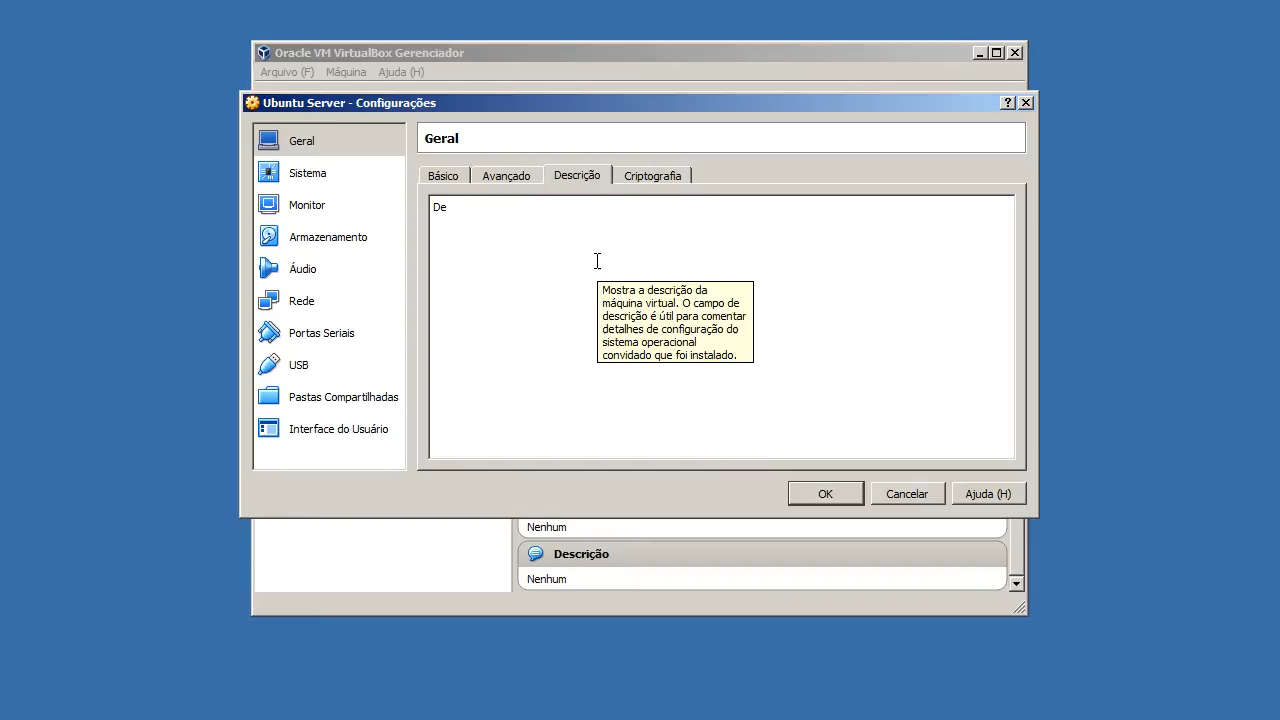 Oracle VM VirtualBox Gerenciador
Arquivo (F) Máquina Ajuda (H)
Ubuntu Server - Configurações
Geral
Sistema
Monitor
Armazenamento
Áudio
Rede
Portas Seriais
USB
Pastas Compartilhadas
Interface do Usuário
Geral
Básico Avançado Descrição Criptografia
De
Mostra a descrição da
máquina virtual. O campo de
descrição é útil para comentar
detalhes de configuração do
sistema operacional
convidado que foi instalado.
OK Cancelar Ajuda (H)
Nenhum
Descrição
Nenhum